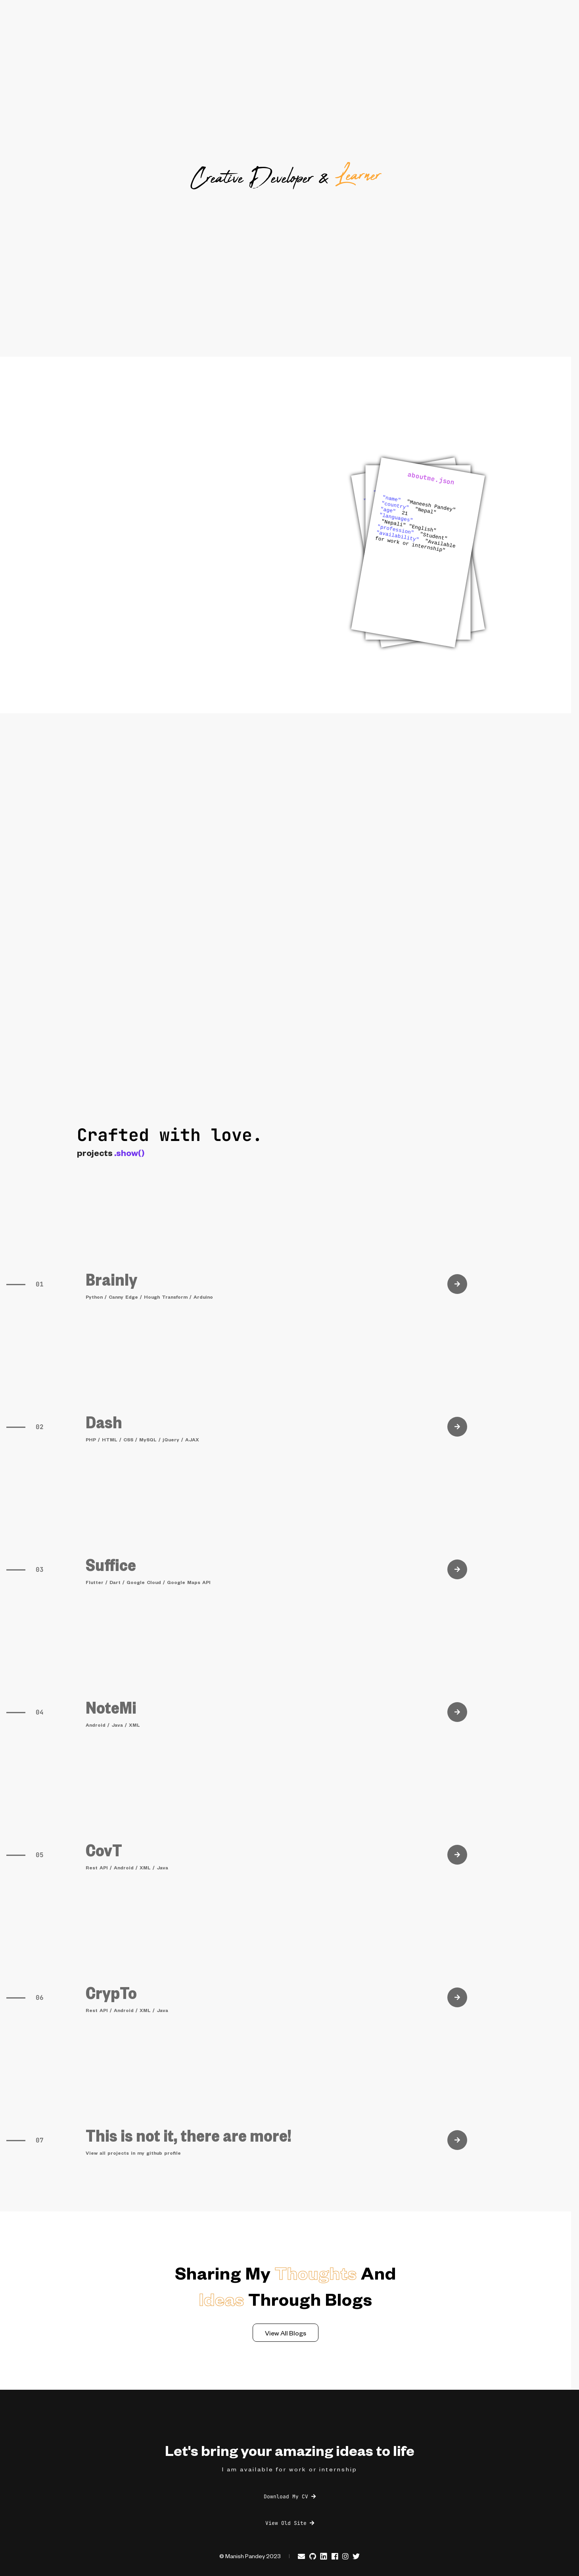 Creative Developer & Learner
aboutme.json
"name" "Maneesh Pandey"
"country" "Nepal"
"age" 21
"languages"
"Nepali" "English"
"profession" "Student"
"availability" "Available
for work or internship"
Crafted with love.
projects .show()
01
Brainly
Python / Canny Edge / Hough Transform / Arduino
02
Dash
PHP / HTML / CSS / MySQL / jQuery / AJAX
03
Suffice
Flutter / Dart / Google Cloud / Google Maps API
04
NoteMi
Android / Java / XML
05
CovT
Rest API / Android / XML / Java
06
CrypTo
Rest API / Android / XML / Java
07
This is not it, there are more!
View all projects in my github profile
Sharing My Thoughts And
Ideas Through Blogs
View All Blogs
Let's bring your amazing ideas to life
I am available for work or internship
Download My CV
View Old Site
© Manish Pandey 2023